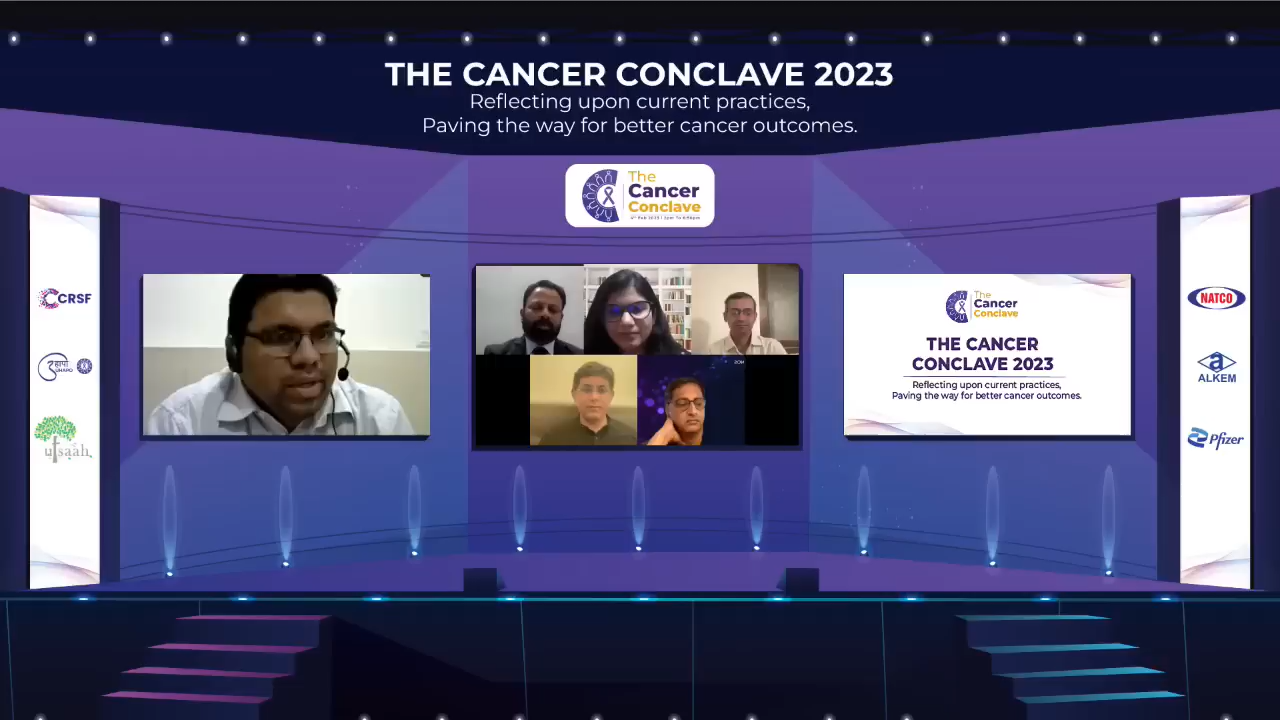 THE CANCER CONCLAVE 2023
Reflecting upon current practices,
Paving the way for better cancer outcomes.
The
Cancer
Conclave
CRSF
utsaah
The
Cancer
Conclave
THE CANCER
CONCLAVE 2023
Reflecting upon current practices,
Paving the way for better cancer outcomes.
NATCO
ALKEM
Pfizer